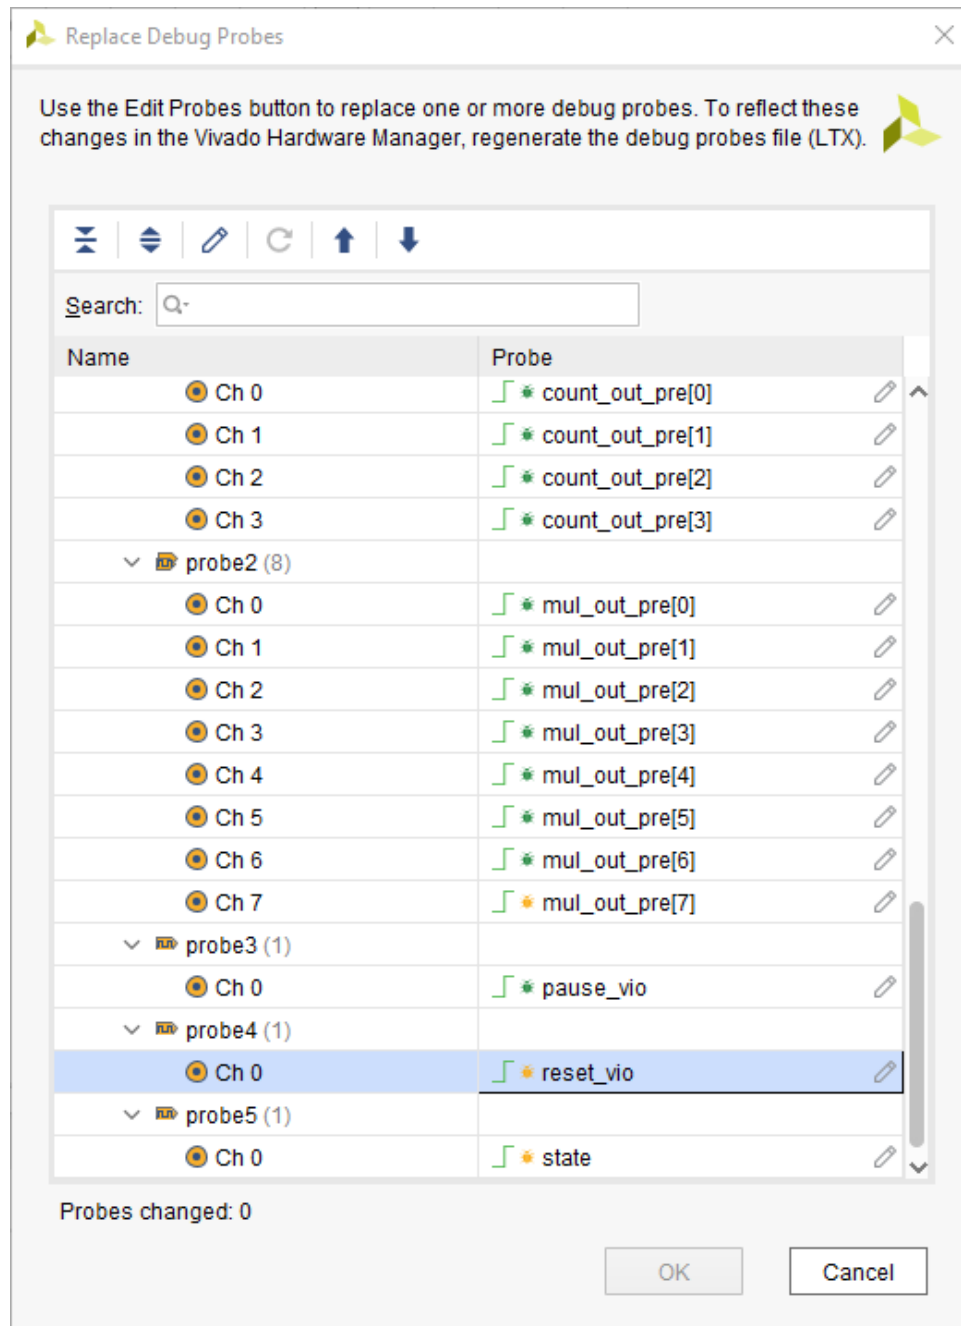 Replace Debug Probes
Use the Edit Probes button to replace one or more debug probes. To reflect these
changes in the Vivado Hardware Manager, regenerate the debug probes file (LTX).
Search:
Name Probe
Ch 0 count_out_pre[0]
Ch 1 count_out_pre[1]
Ch 2 count_out_pre[2]
Ch 3 count_out_pre[3]
probe2 (8)
Ch 0 mul_out_pre[0]
Ch 1 mul_out_pre[1]
Ch 2 mul_out_pre[2]
Ch 3 mul_out_pre[3]
Ch 4 mul_out_pre[4]
Ch 5 mul_out_pre[5]
Ch 6 mul_out_pre[6]
Ch 7 mul_out_pre[7]
probe3 (1)
Ch 0 pause_vio
probe4 (1)
Ch 0 reset_vio
probe5 (1)
Ch 0 state
Probes changed: 0
OK Cancel